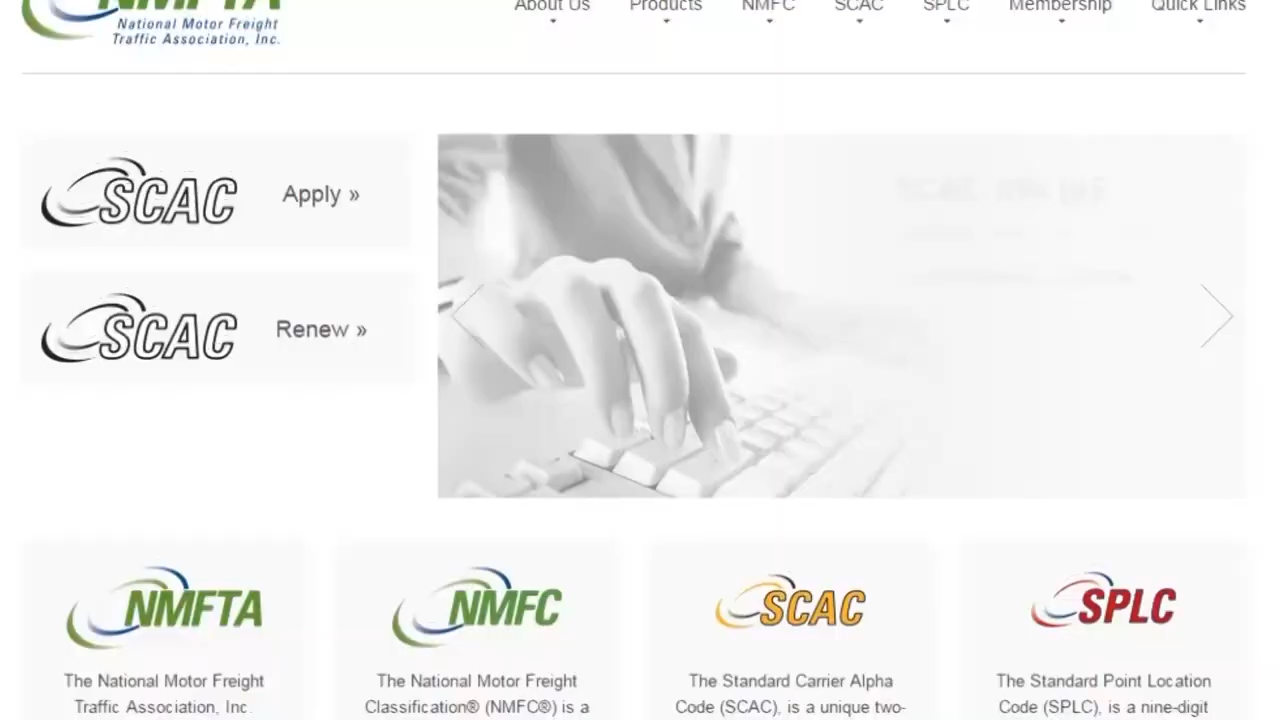 NMFTA
National Motor Freight
Traffic Association, Inc.
About Us Products NMFC SCAC SPLC Membership Quick Links
SCAC Apply »
SCAC Renew »
NMFTA NMFC SCAC SPLC
The National Motor Freight The National Motor Freight The Standard Carrier Alpha The Standard Point Location
Traffic Association, Inc. Classification® (NMFC®) is a Code (SCAC), is a unique two- Code (SPLC), is a nine-digit